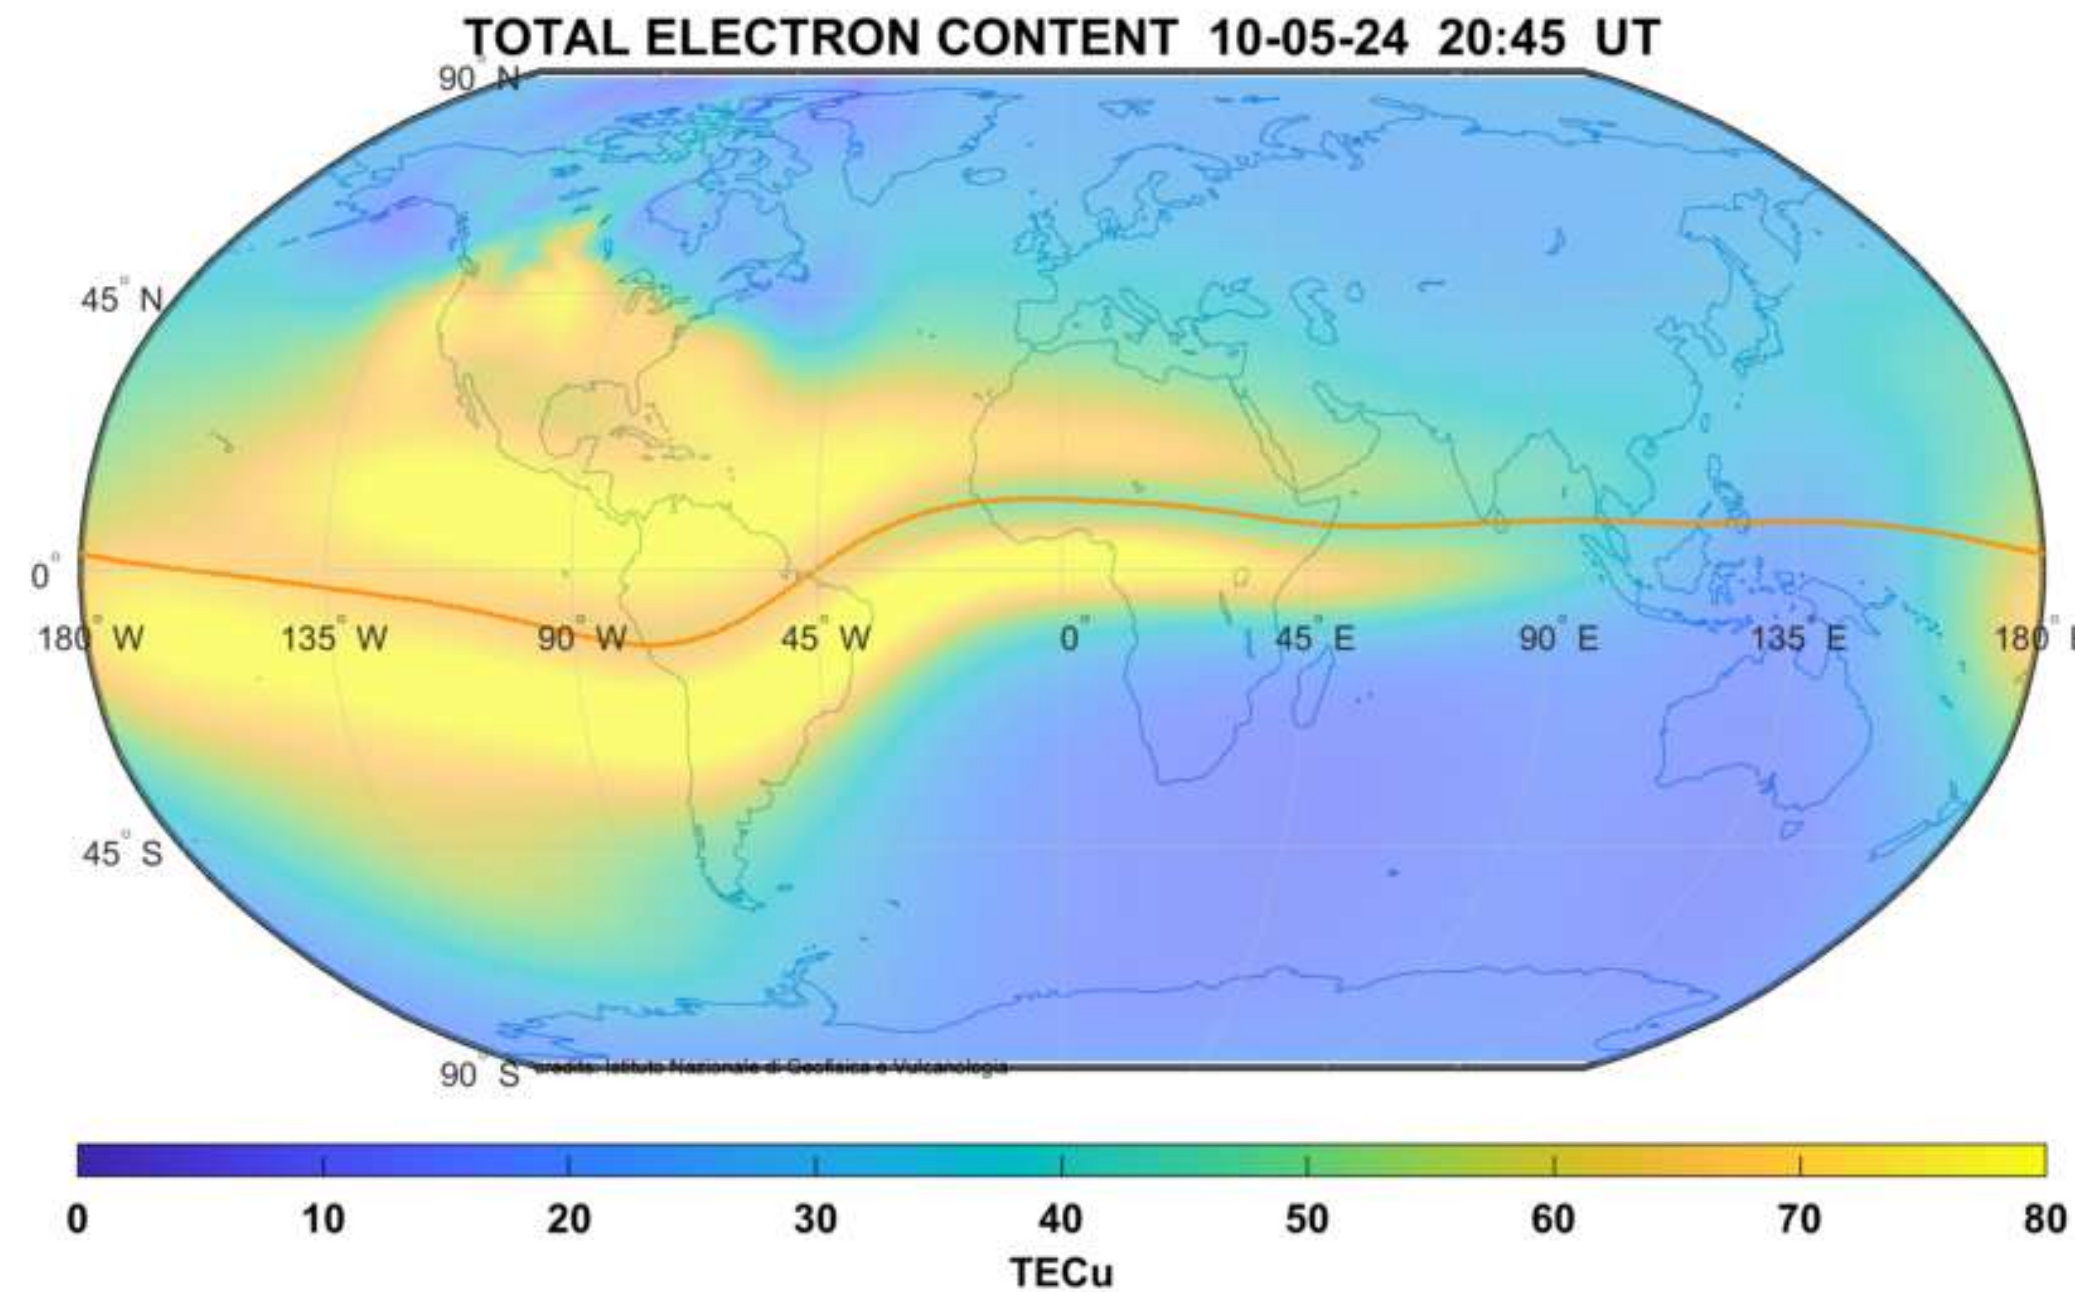 TOTAL ELECTRON CONTENT 10-05-24 20:45 UT
90° N
45° N
0°
180° W 135° W 90° W 45° W 0° 45° E 90° E 135° E 180° E
45° S
90° S
credits: Istituto Nazionale di Geofisica e Vulcanologia
0 10 20 30 40 50 60 70 80
TECu